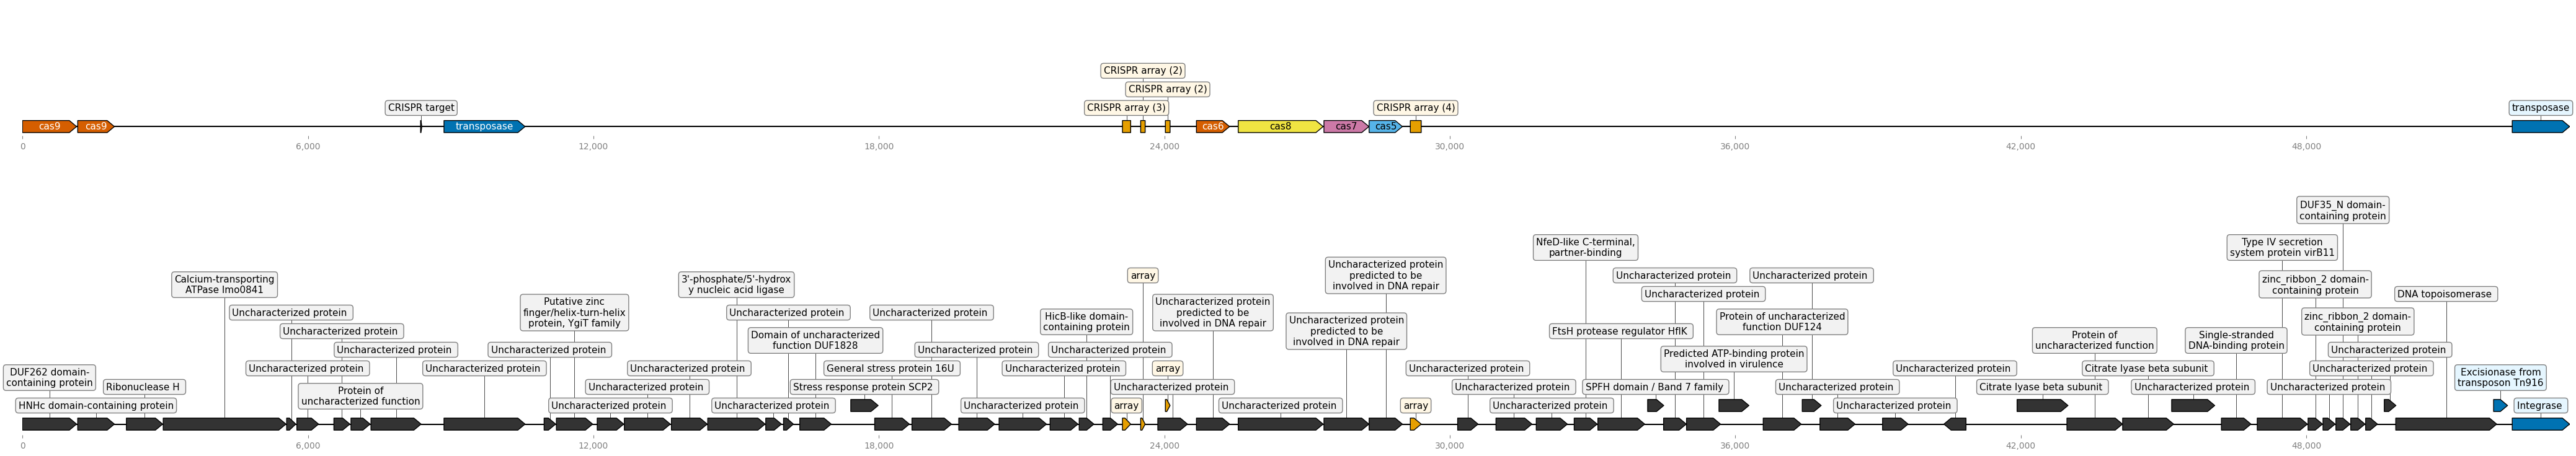 CRISPR array (2)
CRISPR array (2)
CRISPR target
CRISPR array (3)
CRISPR array (4)
transposase
cas9
cas9
transposase
cas6
cas8
cas7
cas5
0
6,000
12,000
18,000
24,000
30,000
36,000
42,000
48,000
DUF35_N domain-
containing protein
NfeD-like C-terminal,
partner-binding
Type IV secretion
system protein virB11
Calcium-transporting
ATPase lmo0841
3'-phosphate/5'-hydrox
y nucleic acid ligase
array
Uncharacterized protein
predicted to be
involved in DNA repair
Uncharacterized protein
Uncharacterized protein
zinc_ribbon_2 domain-
containing protein
Putative zinc
finger/helix-turn-helix
protein, YgiT family
Uncharacterized protein
predicted to be
involved in DNA repair
Uncharacterized protein
DNA topoisomerase
Uncharacterized protein
Uncharacterized protein
Uncharacterized protein
HicB-like domain-
containing protein
Uncharacterized protein
predicted to be
involved in DNA repair
Protein of uncharacterized
function DUF124
zinc_ribbon_2 domain-
containing protein
Uncharacterized protein
Domain of uncharacterized
function DUF1828
FtsH protease regulator HflK
Protein of
uncharacterized function
Single-stranded
DNA-binding protein
Uncharacterized protein
Uncharacterized protein
Uncharacterized protein
Uncharacterized protein
Predicted ATP-binding protein
involved in virulence
Uncharacterized protein
DUF262 domain-
containing protein
Uncharacterized protein
Uncharacterized protein
Uncharacterized protein
General stress protein 16U
Uncharacterized protein
array
Uncharacterized protein
Uncharacterized protein
Citrate lyase beta subunit
Uncharacterized protein
Excisionase from
transposon Tn916
Ribonuclease H
Protein of
uncharacterized function
Uncharacterized protein
Stress response protein SCP2
Uncharacterized protein
Uncharacterized protein
SPFH domain / Band 7 family
Uncharacterized protein
Citrate lyase beta subunit
Uncharacterized protein
Uncharacterized protein
HNHc domain-containing protein
Uncharacterized protein
Uncharacterized protein
Uncharacterized protein
array
Uncharacterized protein
array
Uncharacterized protein
Uncharacterized protein
Integrase
0
6,000
12,000
18,000
24,000
30,000
36,000
42,000
48,000